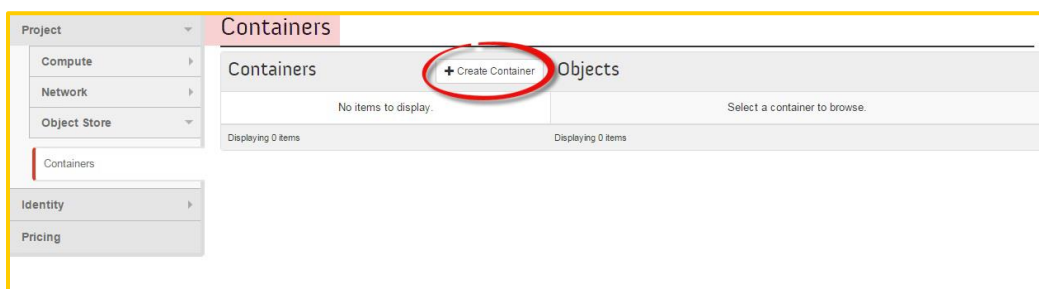 Project
Compute
Network
Object Store
Containers
Identity
Pricing
Containers
Containers
+ Create Container
Objects
No items to display.
Select a container to browse.
Displaying 0 items
Displaying 0 items